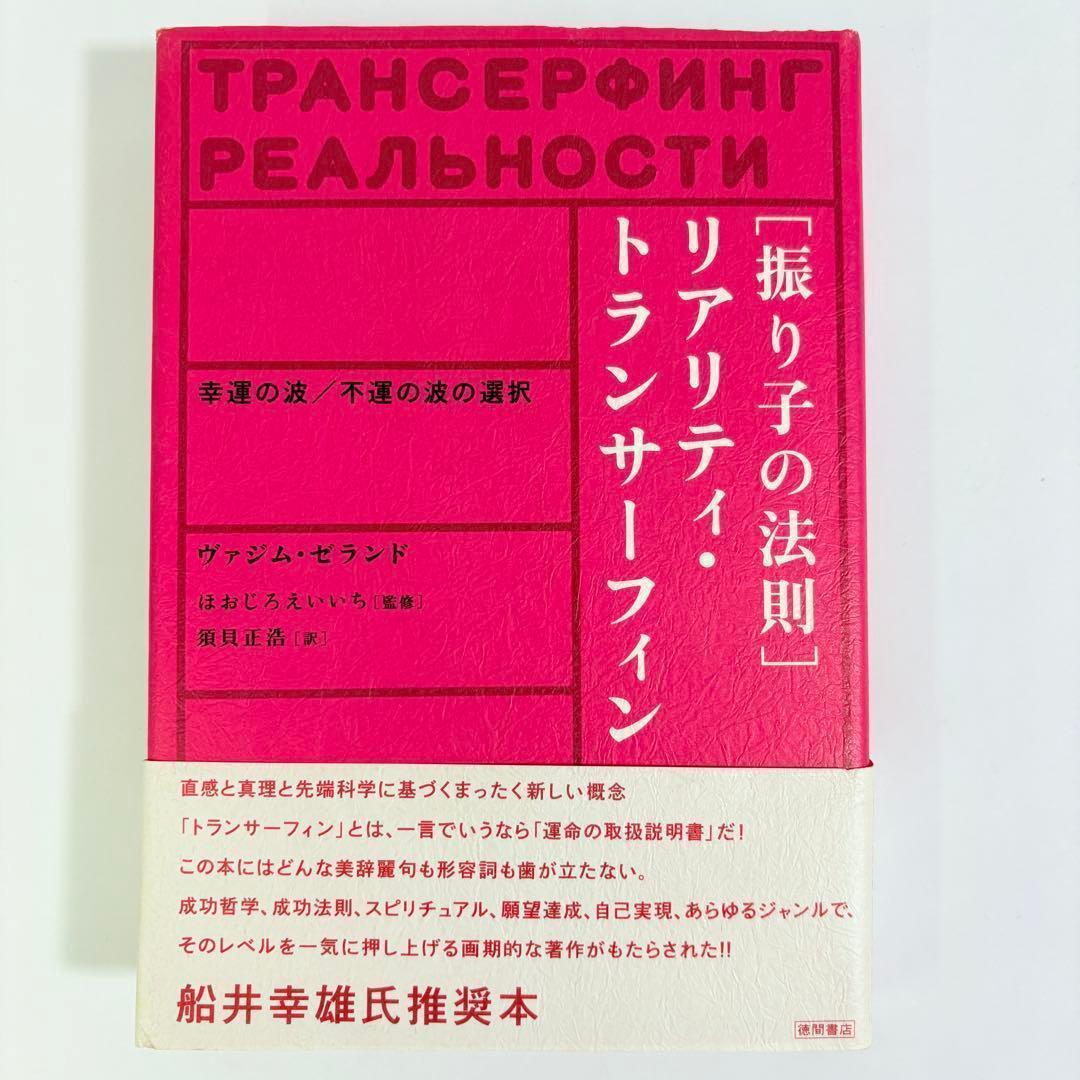 ТРАНСЕРФИНГ
РЕАЛЬНОСТИ
［振り子の法則］
リアリティ・
トランサーフィン
幸運の波／不運の波の選択
ヴァジム・ゼランド
ほおじろえいいち［監修］
須貝正浩［訳］
直感と真理と先端科学に基づくまったく新しい概念
「トランサーフィン」とは、一言でいうなら「運命の取扱説明書」だ！
この本にはどんな美辞麗句も形容詞も歯が立たない。
成功哲学、成功法則、スピリチュアル、願望達成、自己実現、あらゆるジャンルで、
そのレベルを一気に押し上げる画期的な著作がもたらされた!!
船井幸雄氏推奨本
徳間書店